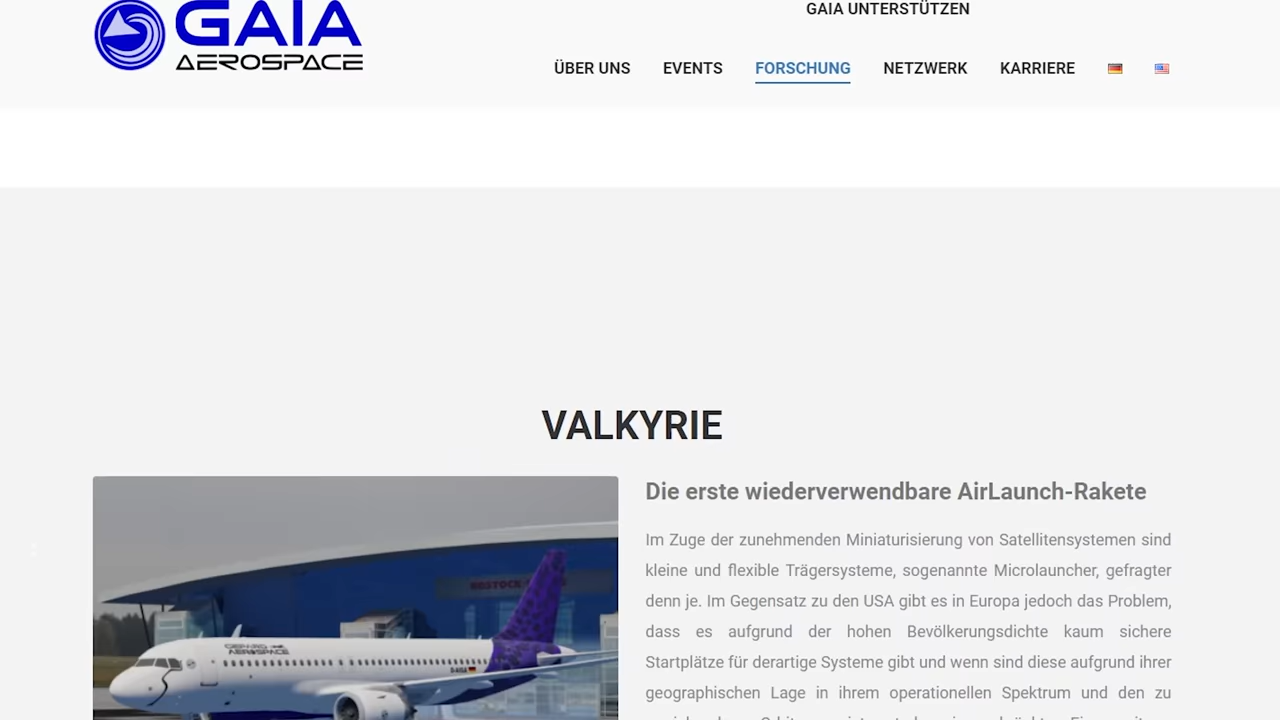 GAIA
AEROSPACE
GAIA UNTERSTÜTZEN
ÜBER UNS EVENTS FORSCHUNG NETZWERK KARRIERE
VALKYRIE
Die erste wiederverwendbare AirLaunch-Rakete
Im Zuge der zunehmenden Miniaturisierung von Satellitensystemen sind
kleine und flexible Trägersysteme, sogenannte Microlauncher, gefragter
denn je. Im Gegensatz zu den USA gibt es in Europa jedoch das Problem,
dass es aufgrund der hohen Bevölkerungsdichte kaum sichere
Startplätze für derartige Systeme gibt und wenn sind diese aufgrund ihrer
geographischen Lage in ihrem operationellen Spektrum und den zu
ROSTOCK
AEROSPACE